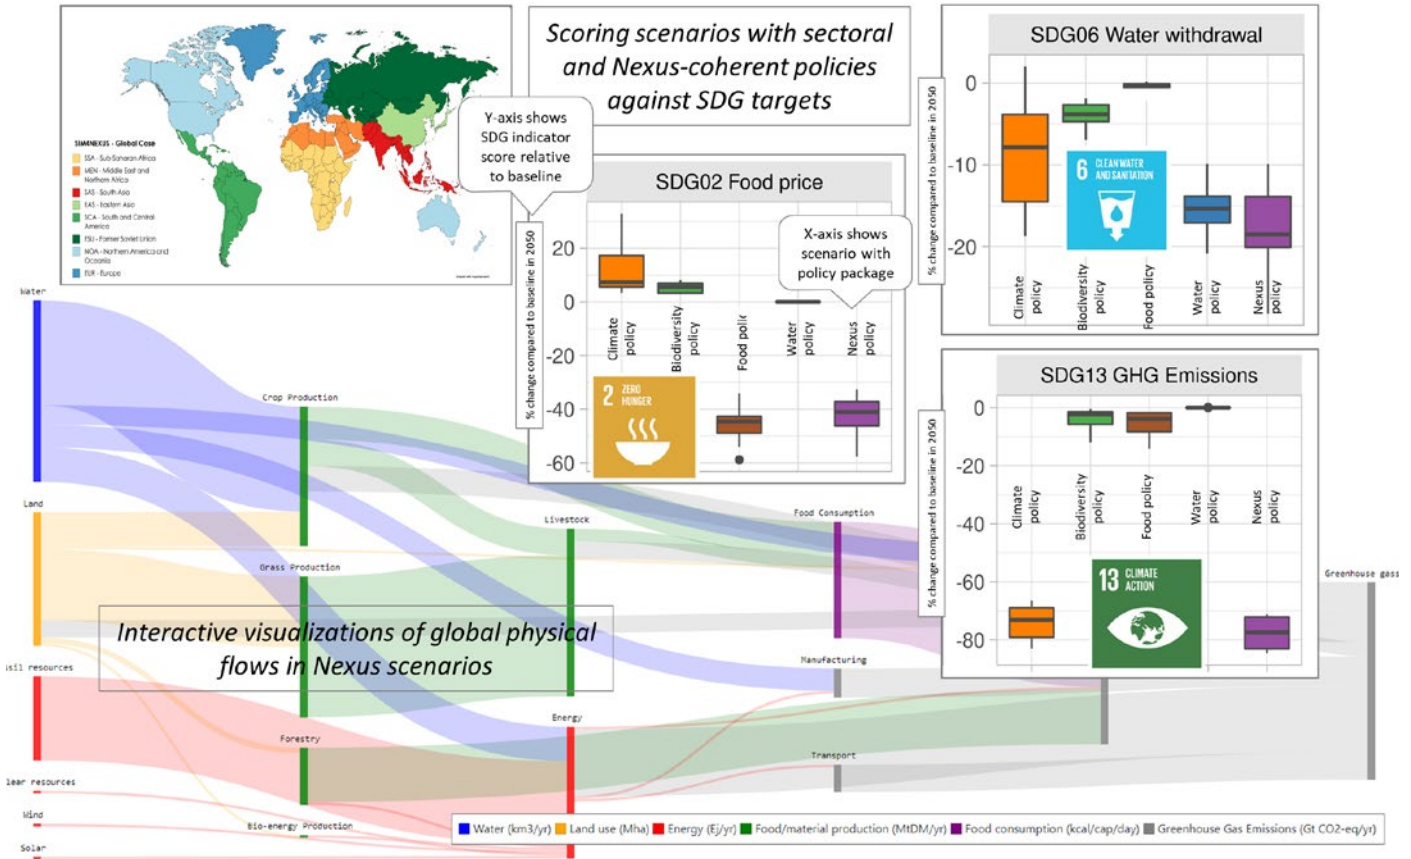 SIM4NEXUS - Global Case
SSA - Sub Saharan Africa
MEN - Middle East and
Northern Africa
SAS - South Asia
EAS - Eastern Asia
SCA - South and Central
America
FSU - Former Soviet Union
NOA - Northern America and
Oceania
EUR - Europe
Scoring scenarios with sectoral
and Nexus-coherent policies
against SDG targets
Y-axis shows
SDG indicator
score relative
to baseline
SDG02 Food price
% change compared to baseline in 2050
20
0
-20
-40
-60
Climate
policy
Biodiversity
policy
Food polic
Water
policy
Nexus
policy
X-axis shows
scenario with
policy package
2 ZERO
HUNGER
SDG06 Water withdrawal
% change compared to baseline in 2050
0
-10
-20
Climate
policy
Biodiversity
policy
Food policy
Water
policy
Nexus
policy
6 CLEAN WATER
AND SANITATION
SDG13 GHG Emissions
% change compared to baseline in 2050
0
-20
-40
-60
-80
Climate
policy
Biodiversity
policy
Food policy
Water
policy
Nexus
policy
13 CLIMATE
ACTION
Water
Crop Production
Land
Livestock
Food Consumption
Grass Production
Greenhouse gass
Interactive visualizations of global physical
flows in Nexus scenarios
sil resources
Manufacturing
Energy
Forestry
Transport
lear resources
Wind
Bio-energy Production
Solar
Water (km3/yr) Land use (Mha) Energy (Ej/yr) Food/material production (MtDM/yr) Food consumption (kcal/cap/day) Greenhouse Gas Emissions (Gt CO2-eq/yr)